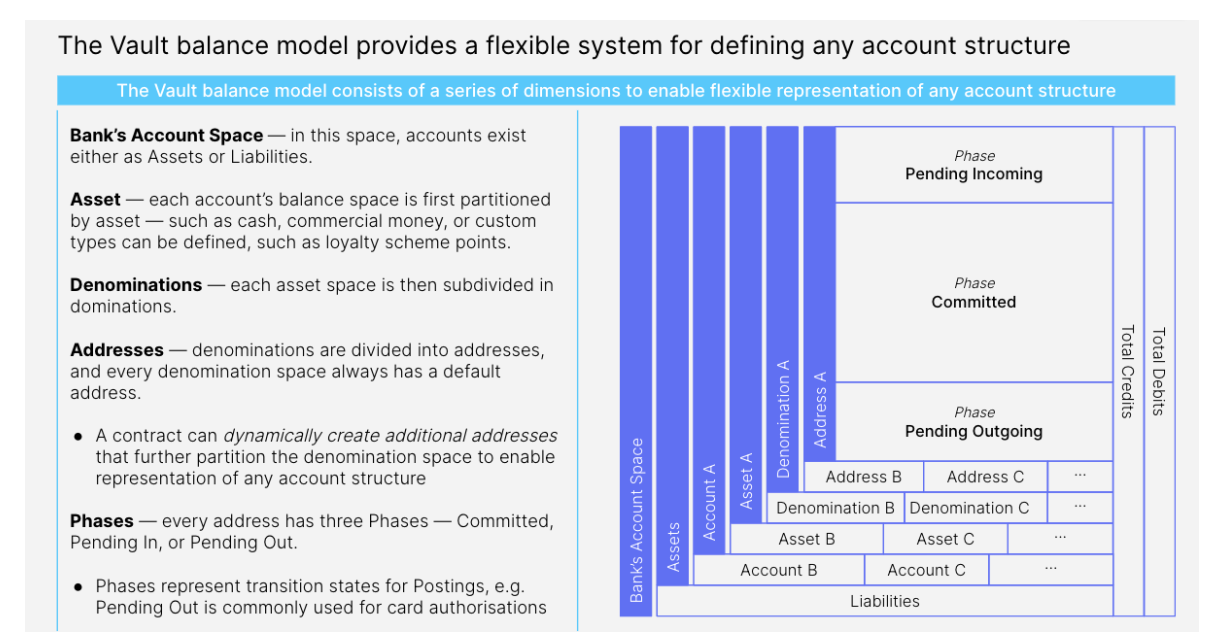 The Vault balance model provides a flexible system for defining any account structure
The Vault balance model consists of a series of dimensions to enable flexible representation of any account structure
Bank's Account Space — in this space, accounts exist
either as Assets or Liabilities.
Asset — each account's balance space is first partitioned
by asset — such as cash, commercial money, or custom
types can be defined, such as loyalty scheme points.
Denominations — each asset space is then subdivided in
dominations.
Addresses — denominations are divided into addresses,
and every denomination space always has a default
address.
● A contract can dynamically create additional addresses
that further partition the denomination space to enable
representation of any account structure
Phases — every address has three Phases — Committed,
Pending In, or Pending Out.
● Phases represent transition states for Postings, e.g.
Pending Out is commonly used for card authorisations
Bank's Account Space
Assets
Account A
Asset A
Denomination A
Address A
Phase
Pending Incoming
Phase
Committed
Phase
Pending Outgoing
Address B
Address C
...
Denomination B
Denomination C
...
Asset B
Asset C
...
Account B
Account C
...
Liabilities
Total Credits
Total Debits